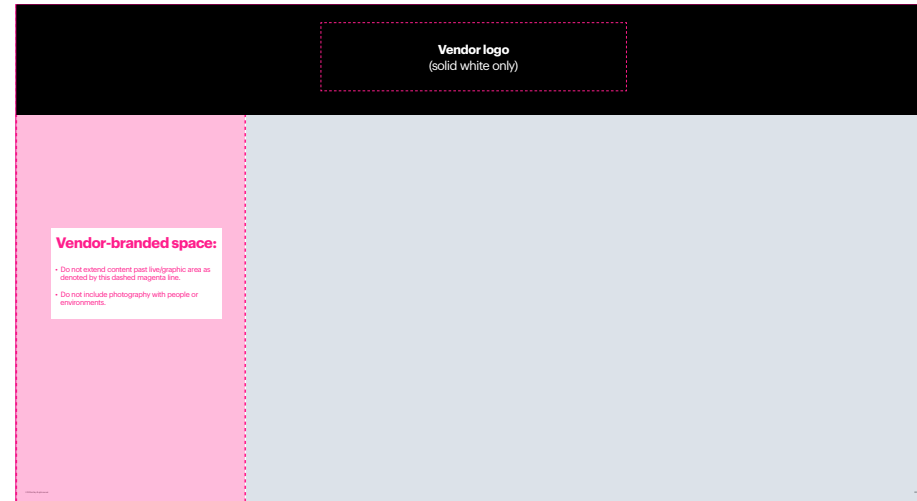 Vendor logo
(solid white only)
Vendor-branded space:
• Do not extend content past live/graphic area as
denoted by this dashed magenta line.
• Do not include photography with people or
environments.